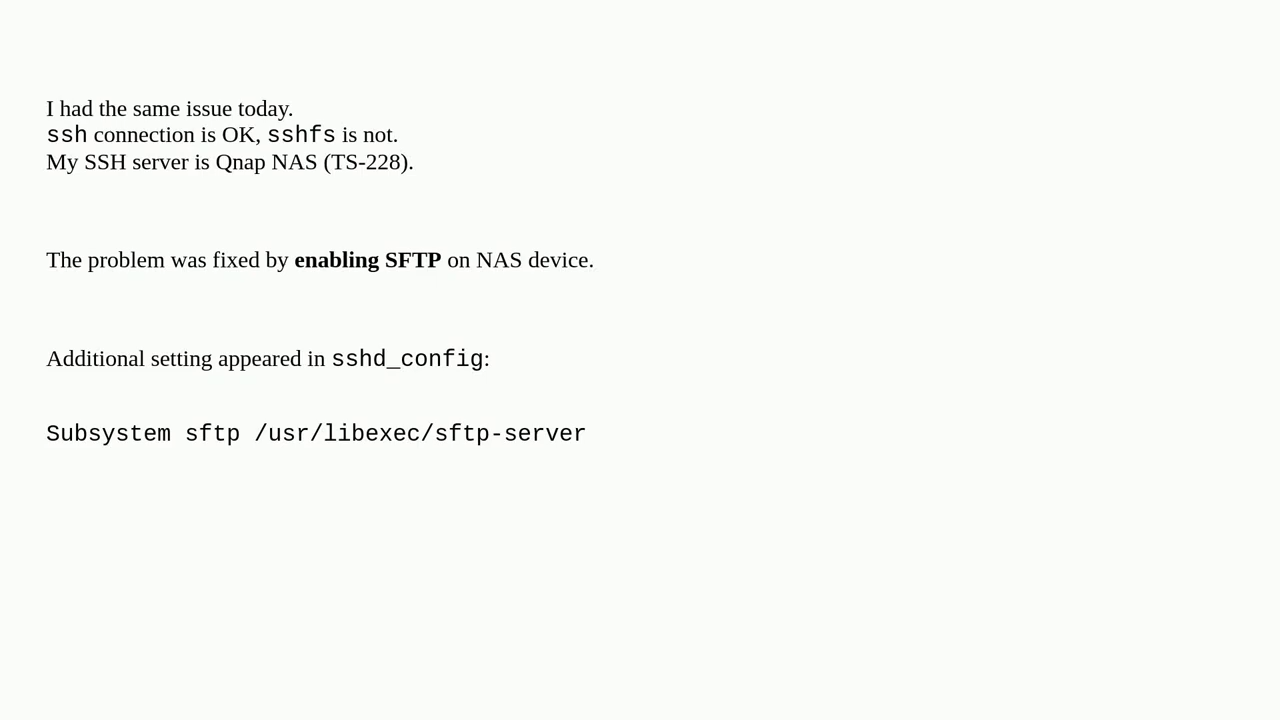 I had the same issue today.
ssh connection is OK, sshfs is not.
My SSH server is Qnap NAS (TS-228).
The problem was fixed by enabling SFTP on NAS device.
Additional setting appeared in sshd_config:
Subsystem sftp /usr/libexec/sftp-server